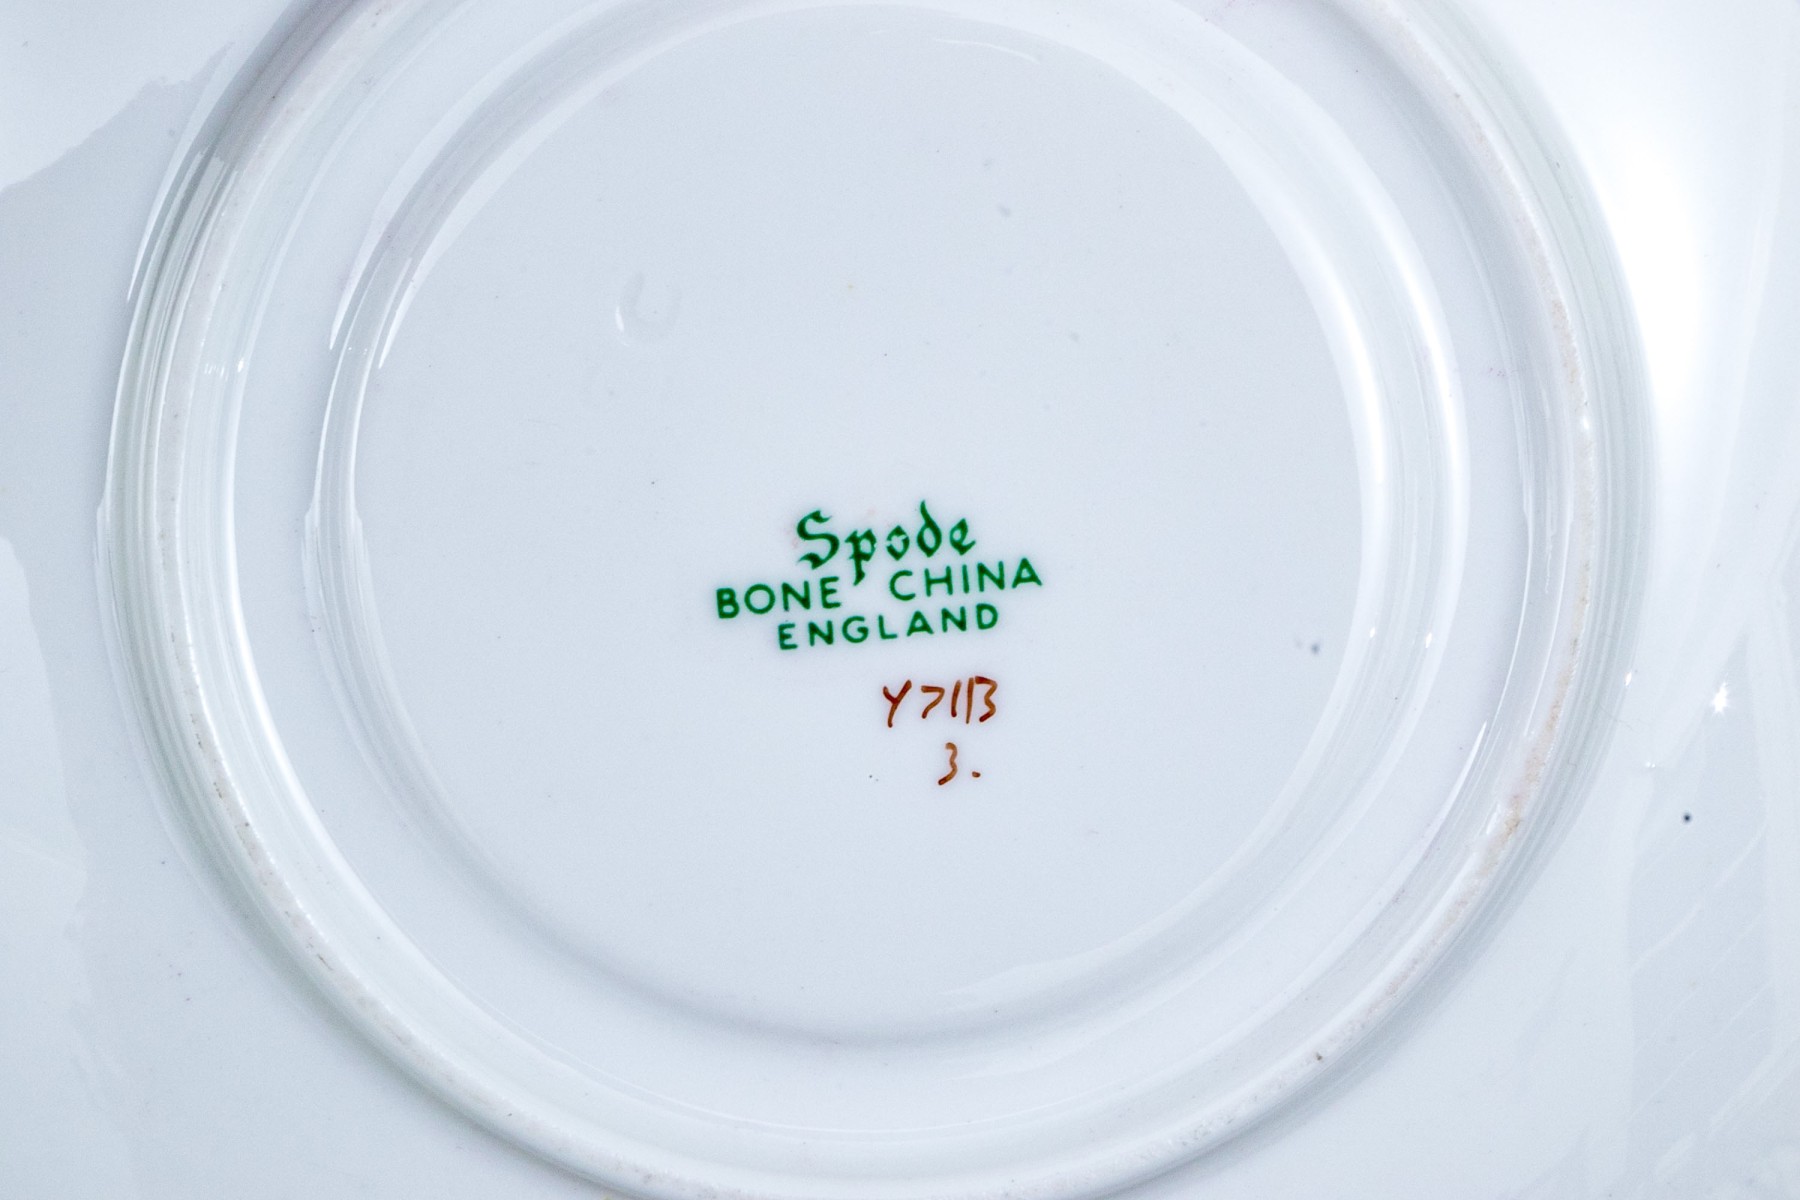 Spode
BONE CHINA
ENGLAND
Y7113
3.